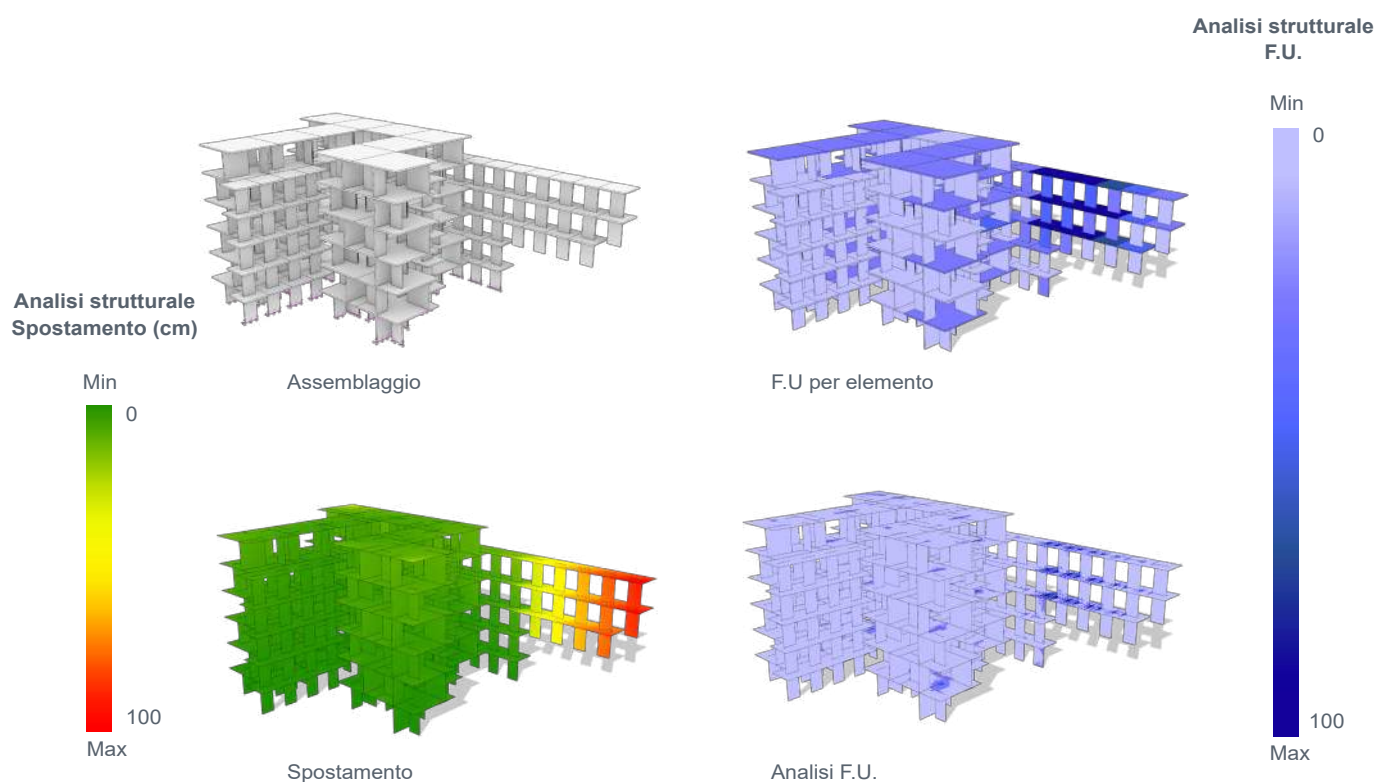 Analisi strutturale
F.U.
Min
0
100
Max
Analisi strutturale
Spostamento (cm)
Min
0
100
Max
Assemblaggio
F.U per elemento
Spostamento
Analisi F.U.